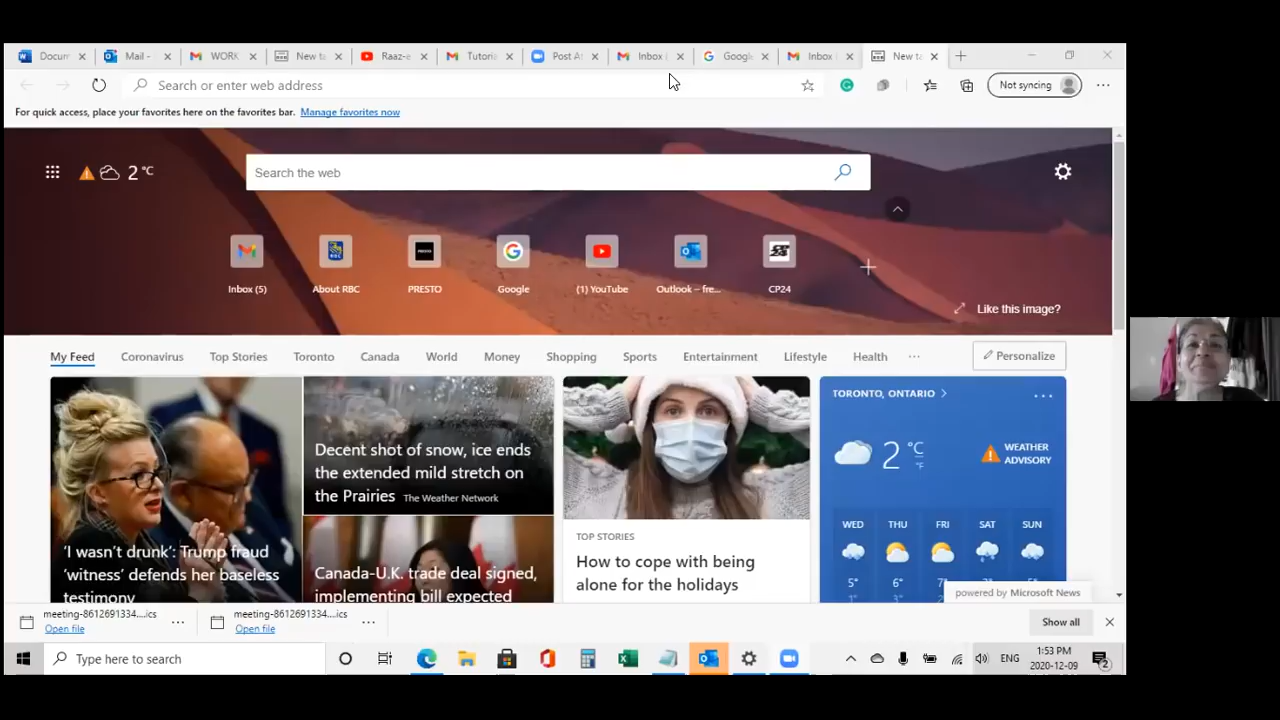 Docum
Mail -
WORK
New ta
Raaz-e
Tutoria
Post At
Inbox (
Google
Inbox (
New ta
Search or enter web address
Not syncing
For quick access, place your favorites here on the favorites bar. Manage favorites now
2 °C
Search the web
Inbox (5)
About RBC
PRESTO
Google
(1) YouTube
Outlook – fre...
CP24
Like this image?
My Feed
Coronavirus
Top Stories
Toronto
Canada
World
Money
Shopping
Sports
Entertainment
Lifestyle
Health
Personalize
'I wasn't drunk': Trump fraud
'witness' defends her baseless
testimony
Decent shot of snow, ice ends
the extended mild stretch on
the Prairies The Weather Network
Canada-U.K. trade deal signed,
implementing bill expected
TOP STORIES
How to cope with being
alone for the holidays
TORONTO, ONTARIO
2 °C
°F
WEATHER
ADVISORY
WED THU FRI SAT SUN
5° 6° 7°
powered by Microsoft News
meeting-8612691334....ics
Open file
meeting-8612691334....ics
Open file
Show all
Type here to search
ENG
1:53 PM
2020-12-09
2